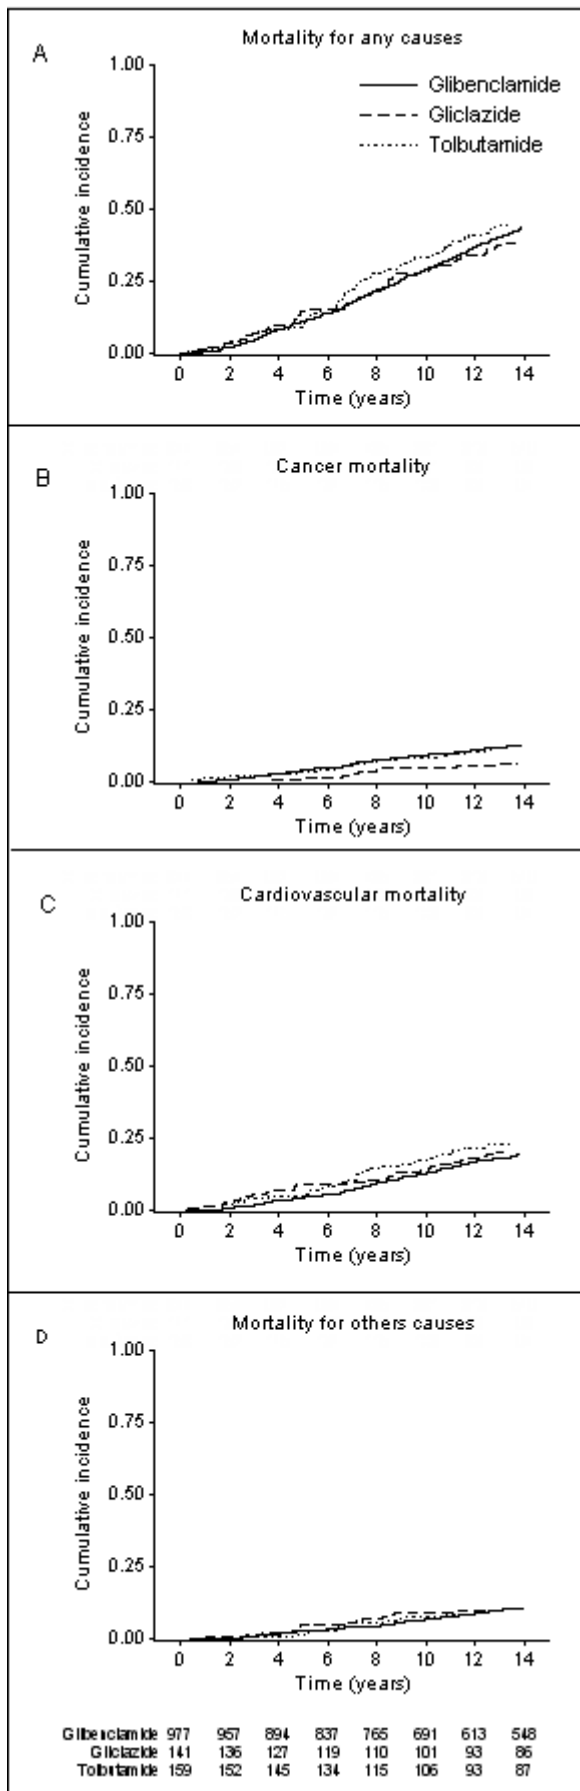 A
Mortality for any causes
1.00
0.75
0.50
0.25
0.00
Cumulative incidence
Glibenclamide
Gliclazide
Tolbutamide
0 2 4 6 8 10 12 14
Time (years)
B
Cancer mortality
1.00
0.75
0.50
0.25
0.00
Cumulative incidence
0 2 4 6 8 10 12 14
Time (years)
C
Cardiovascular mortality
1.00
0.75
0.50
0.25
0.00
Cumulative incidence
0 2 4 6 8 10 12 14
Time (years)
D
Mortality for others causes
1.00
0.75
0.50
0.25
0.00
Cumulative incidence
0 2 4 6 8 10 12 14
Time (years)
Glibenclamide 977 957 894 837 765 691 613 548
Gliclazide 141 136 127 119 110 101 93 86
Tolbutamide 159 152 145 134 115 106 93 87